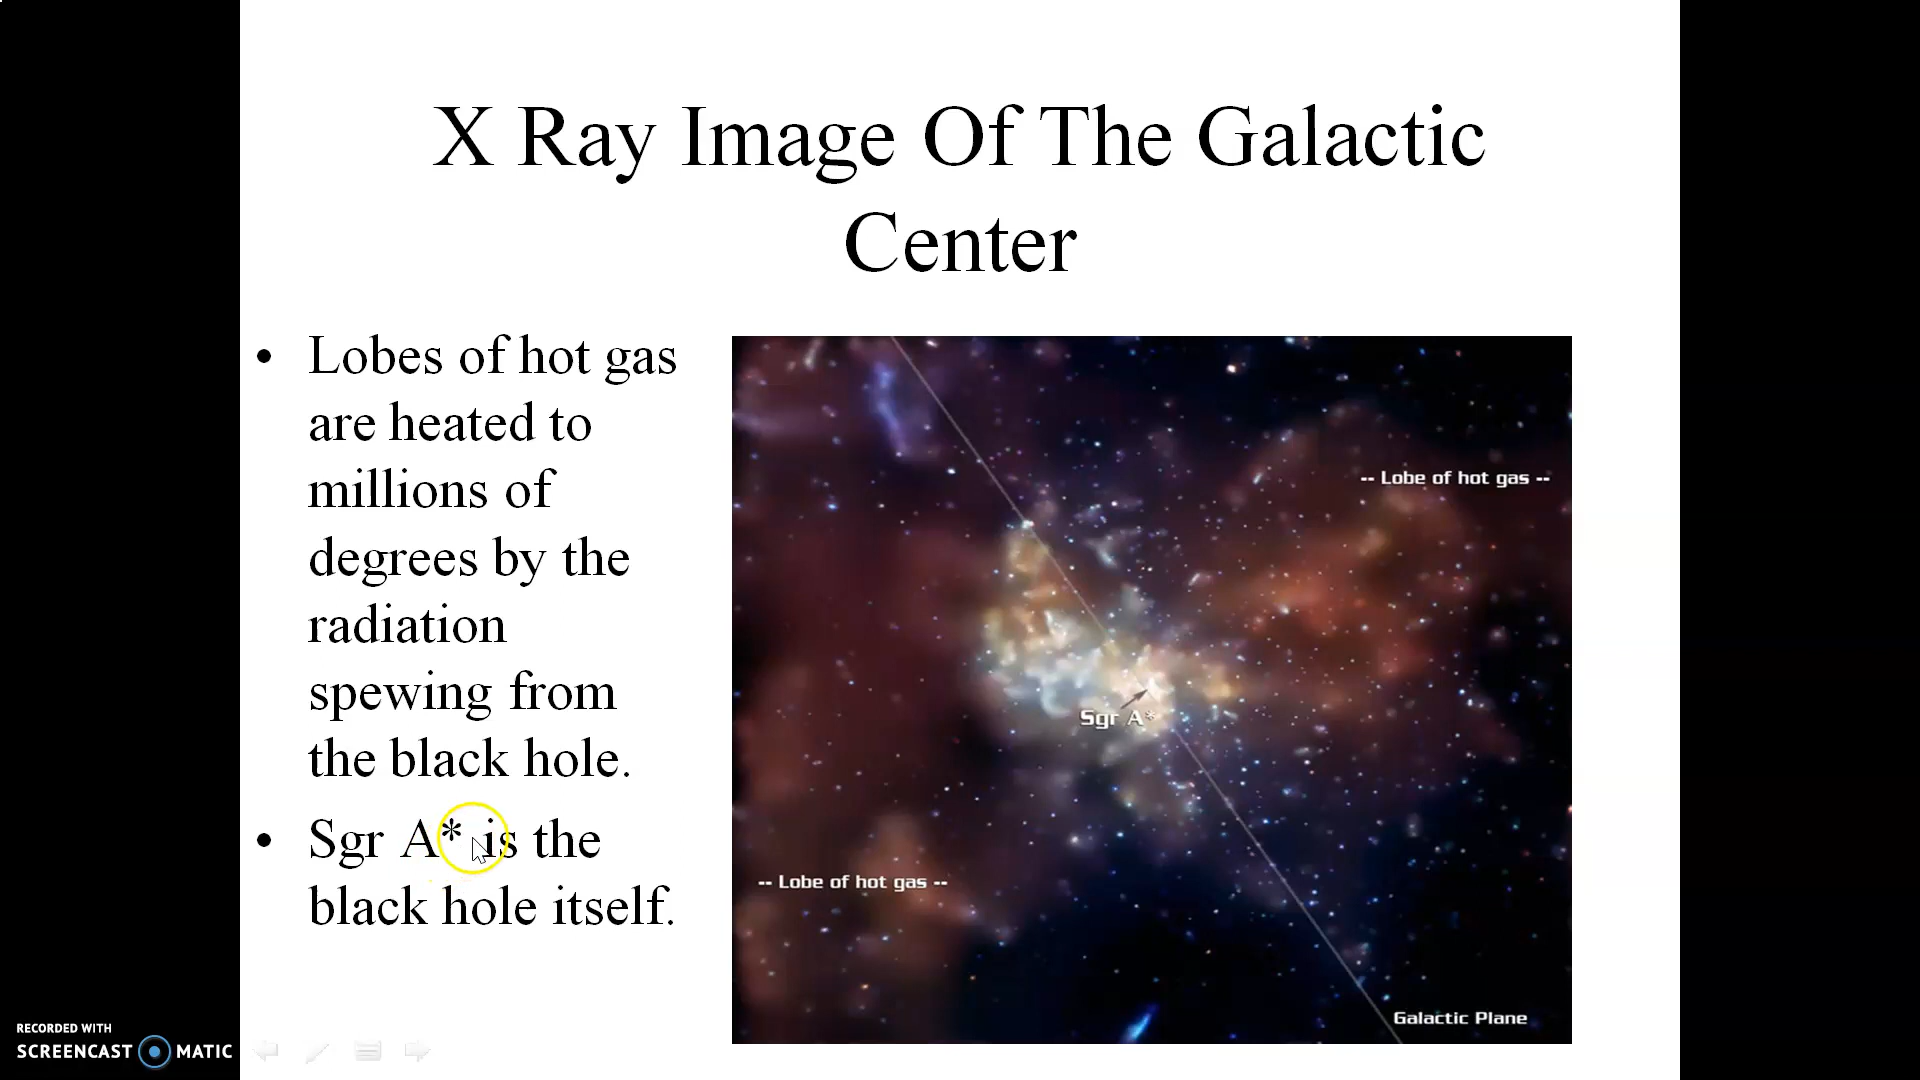 X Ray Image Of The Galactic
Center
• Lobes of hot gas
are heated to
millions of
degrees by the
radiation
spewing from
the black hole.
• Sgr A* is the
black hole itself.
-- Lobe of hot gas --
Sgr A*
-- Lobe of hot gas --
Galactic Plane
RECORDED WITH
SCREENCAST MATIC